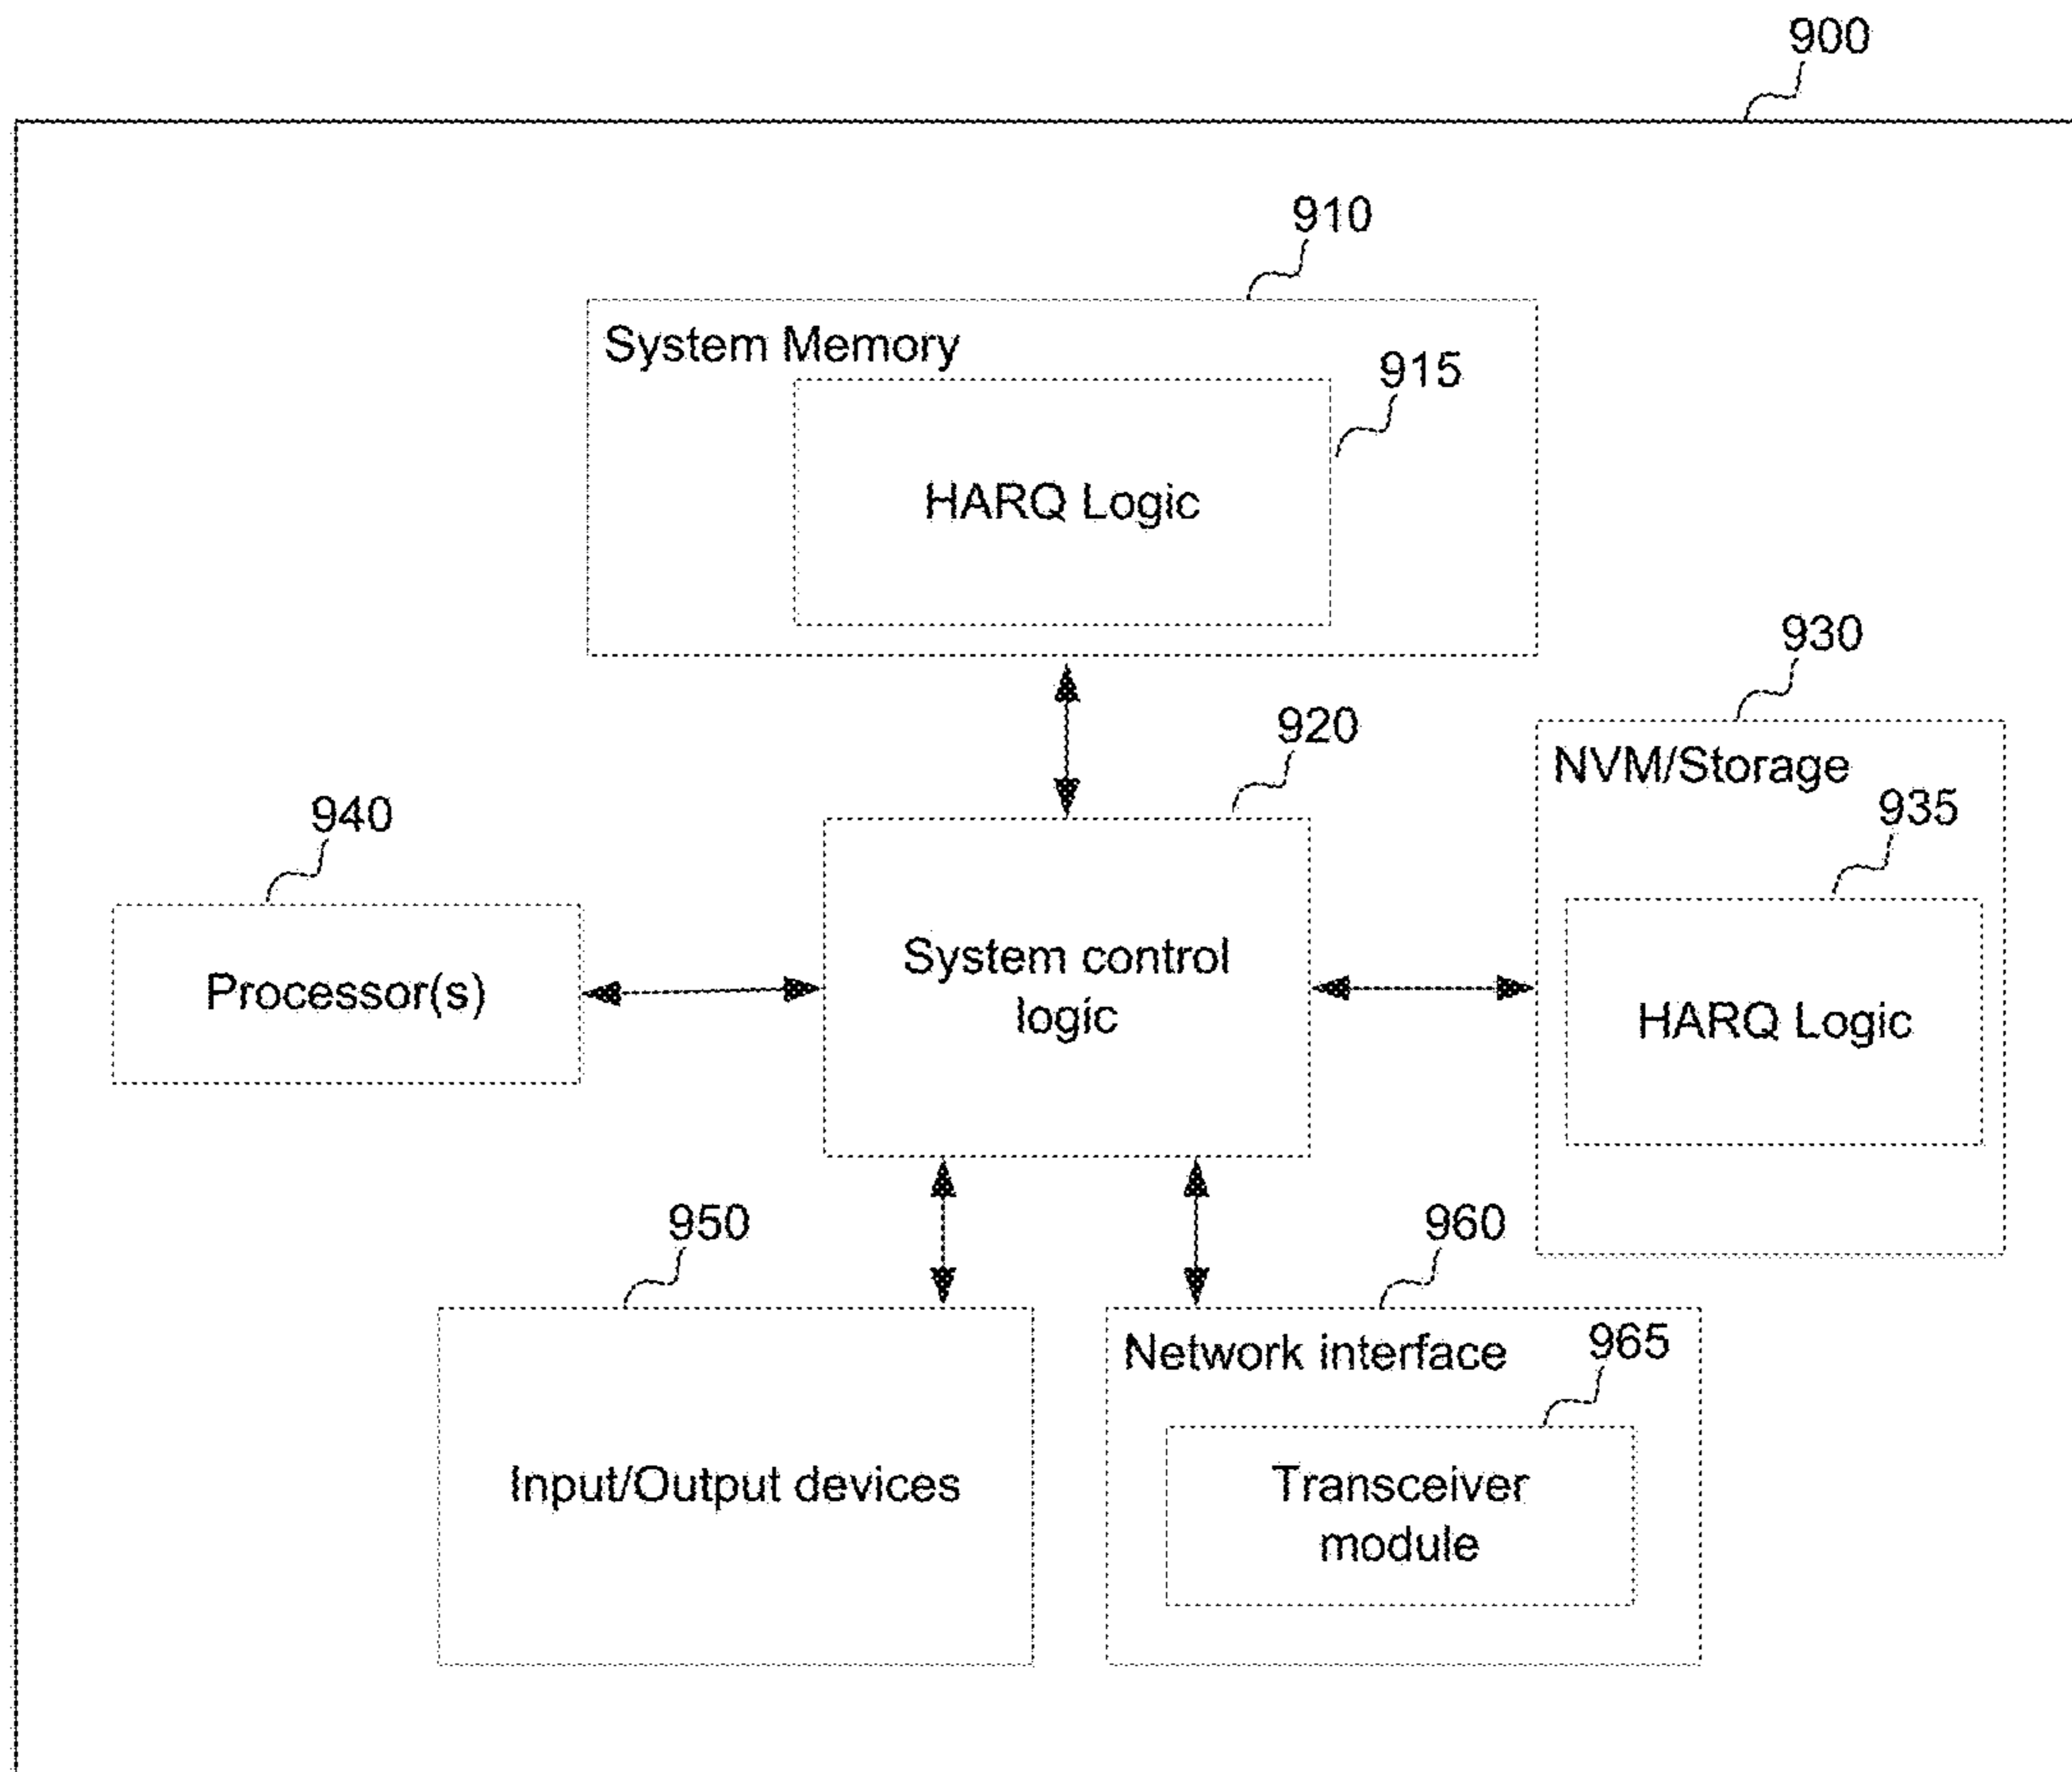 900
910
System Memory
915
HARQ Logic
930
920
NVM/Storage
935
940
System control
logic
Processor(s)
HARQ Logic
950
960
Network interface
965
Input/Output devices
Transceiver
module